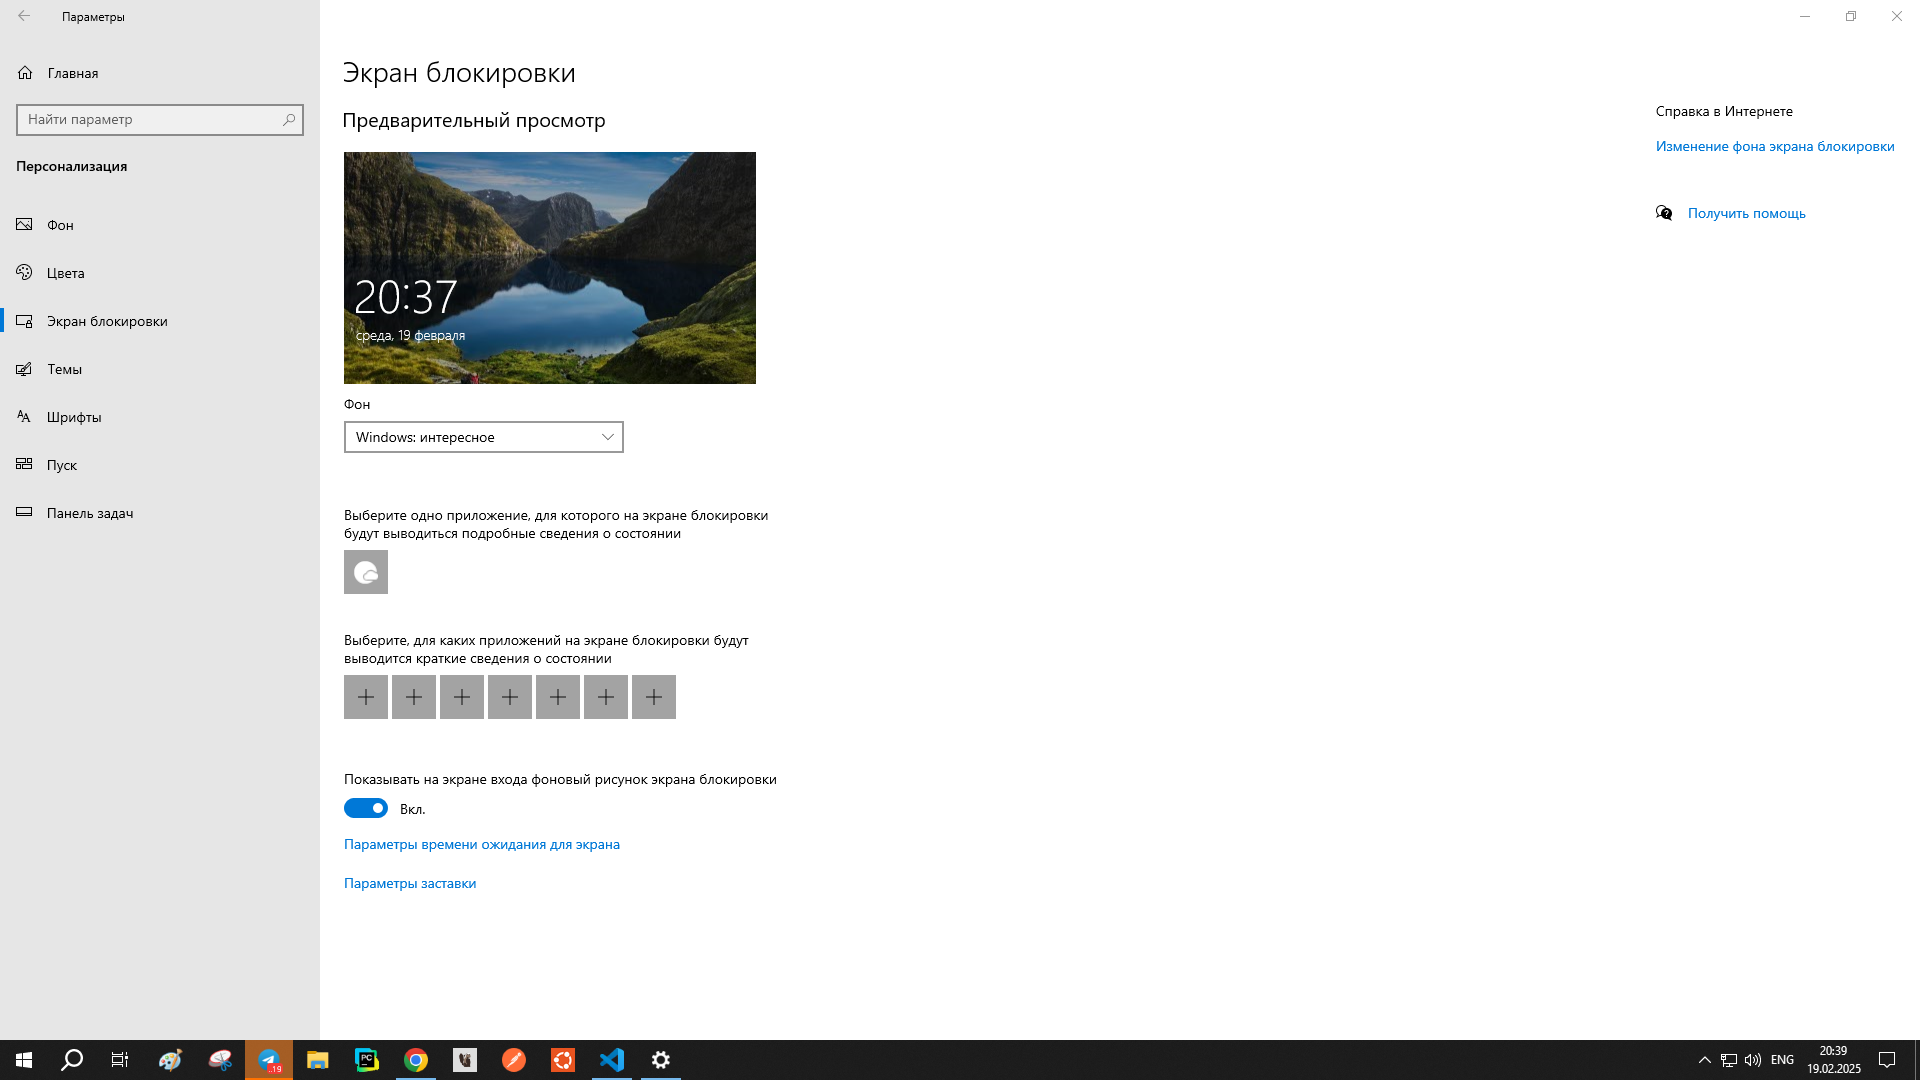 Параметры
Главная
Найти параметр
Персонализация
Фон
Цвета
Экран блокировки
Темы
Шрифты
Пуск
Панель задач
Экран блокировки
Предварительный просмотр
20:37
среда, 19 февраля
Фон
Windows: интересное
Выберите одно приложение, для которого на экране блокировки
будут выводиться подробные сведения о состоянии
Выберите, для каких приложений на экране блокировки будут
выводится краткие сведения о состоянии
Показывать на экране входа фоновый рисунок экрана блокировки
Вкл.
Параметры времени ожидания для экрана
Параметры заставки
Справка в Интернете
Изменение фона экрана блокировки
Получить помощь
..19
PC
ENG
20:39
19.02.2025